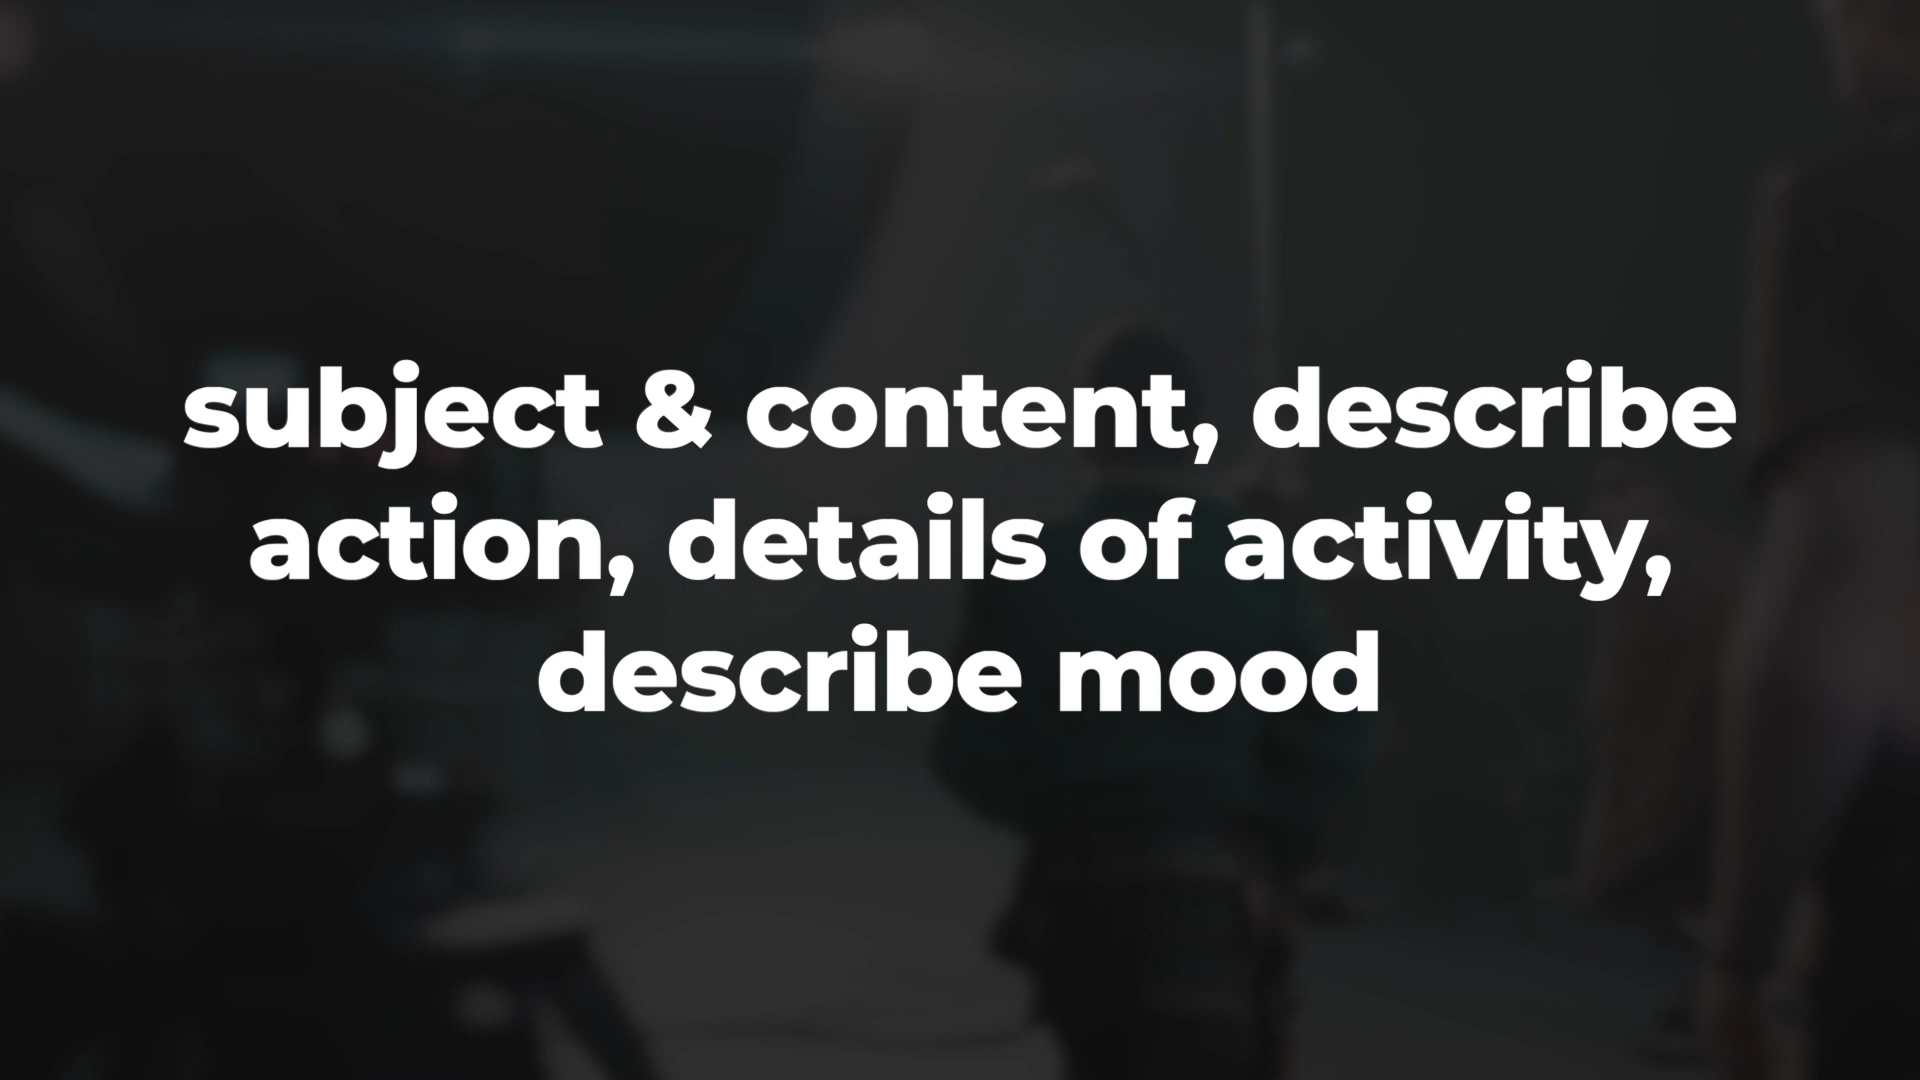 subject & content, describe
action, details of activity,
describe mood